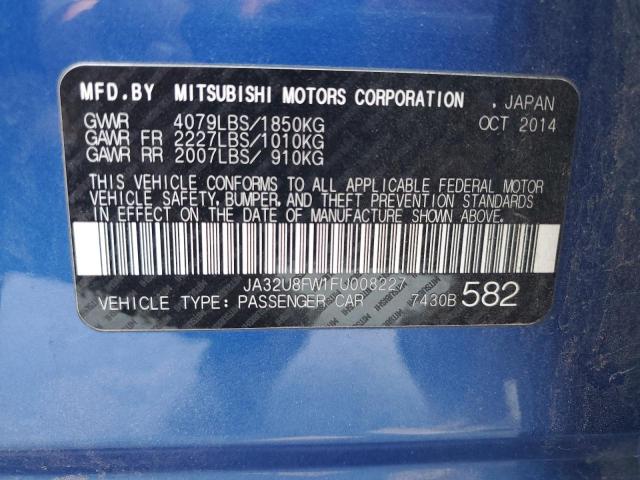 MFD.BY MITSUBISHI MOTORS CORPORATION , JAPAN
GVWR 4079LBS/1850KG OCT 2014
GAWR FR 2227LBS/1010KG
GAWR RR 2007LBS/ 910KG
THIS VEHICLE CONFORMS TO ALL APPLICABLE FEDERAL MOTOR
VEHICLE SAFETY, BUMPER, AND THEFT PREVENTION STANDARDS
IN EFFECT ON THE DATE OF MANUFACTURE SHOWN ABOVE.
JA32U8FW1FU008227
VEHICLE TYPE: PASSENGER CAR 7430B 582